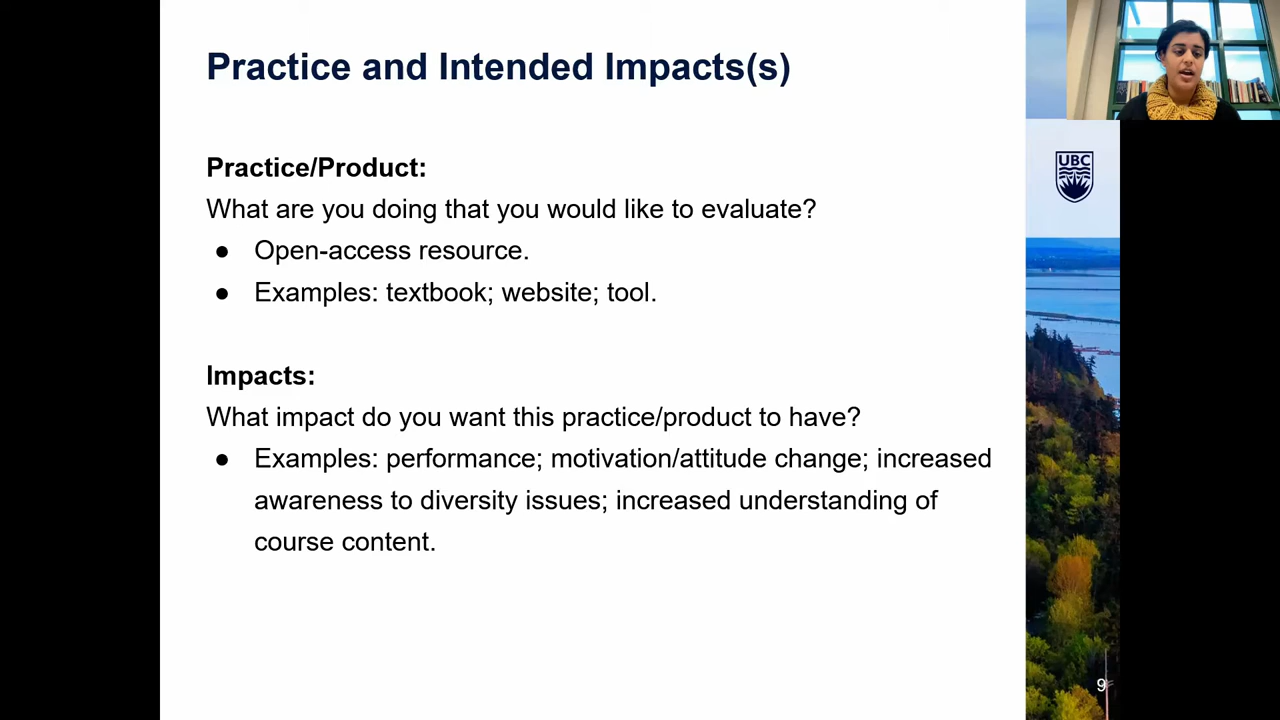 Practice and Intended Impacts(s)
UBC
Practice/Product:
What are you doing that you would like to evaluate?
● Open-access resource.
● Examples: textbook; website; tool.
Impacts:
What impact do you want this practice/product to have?
● Examples: performance; motivation/attitude change; increased
awareness to diversity issues; increased understanding of
course content.
9